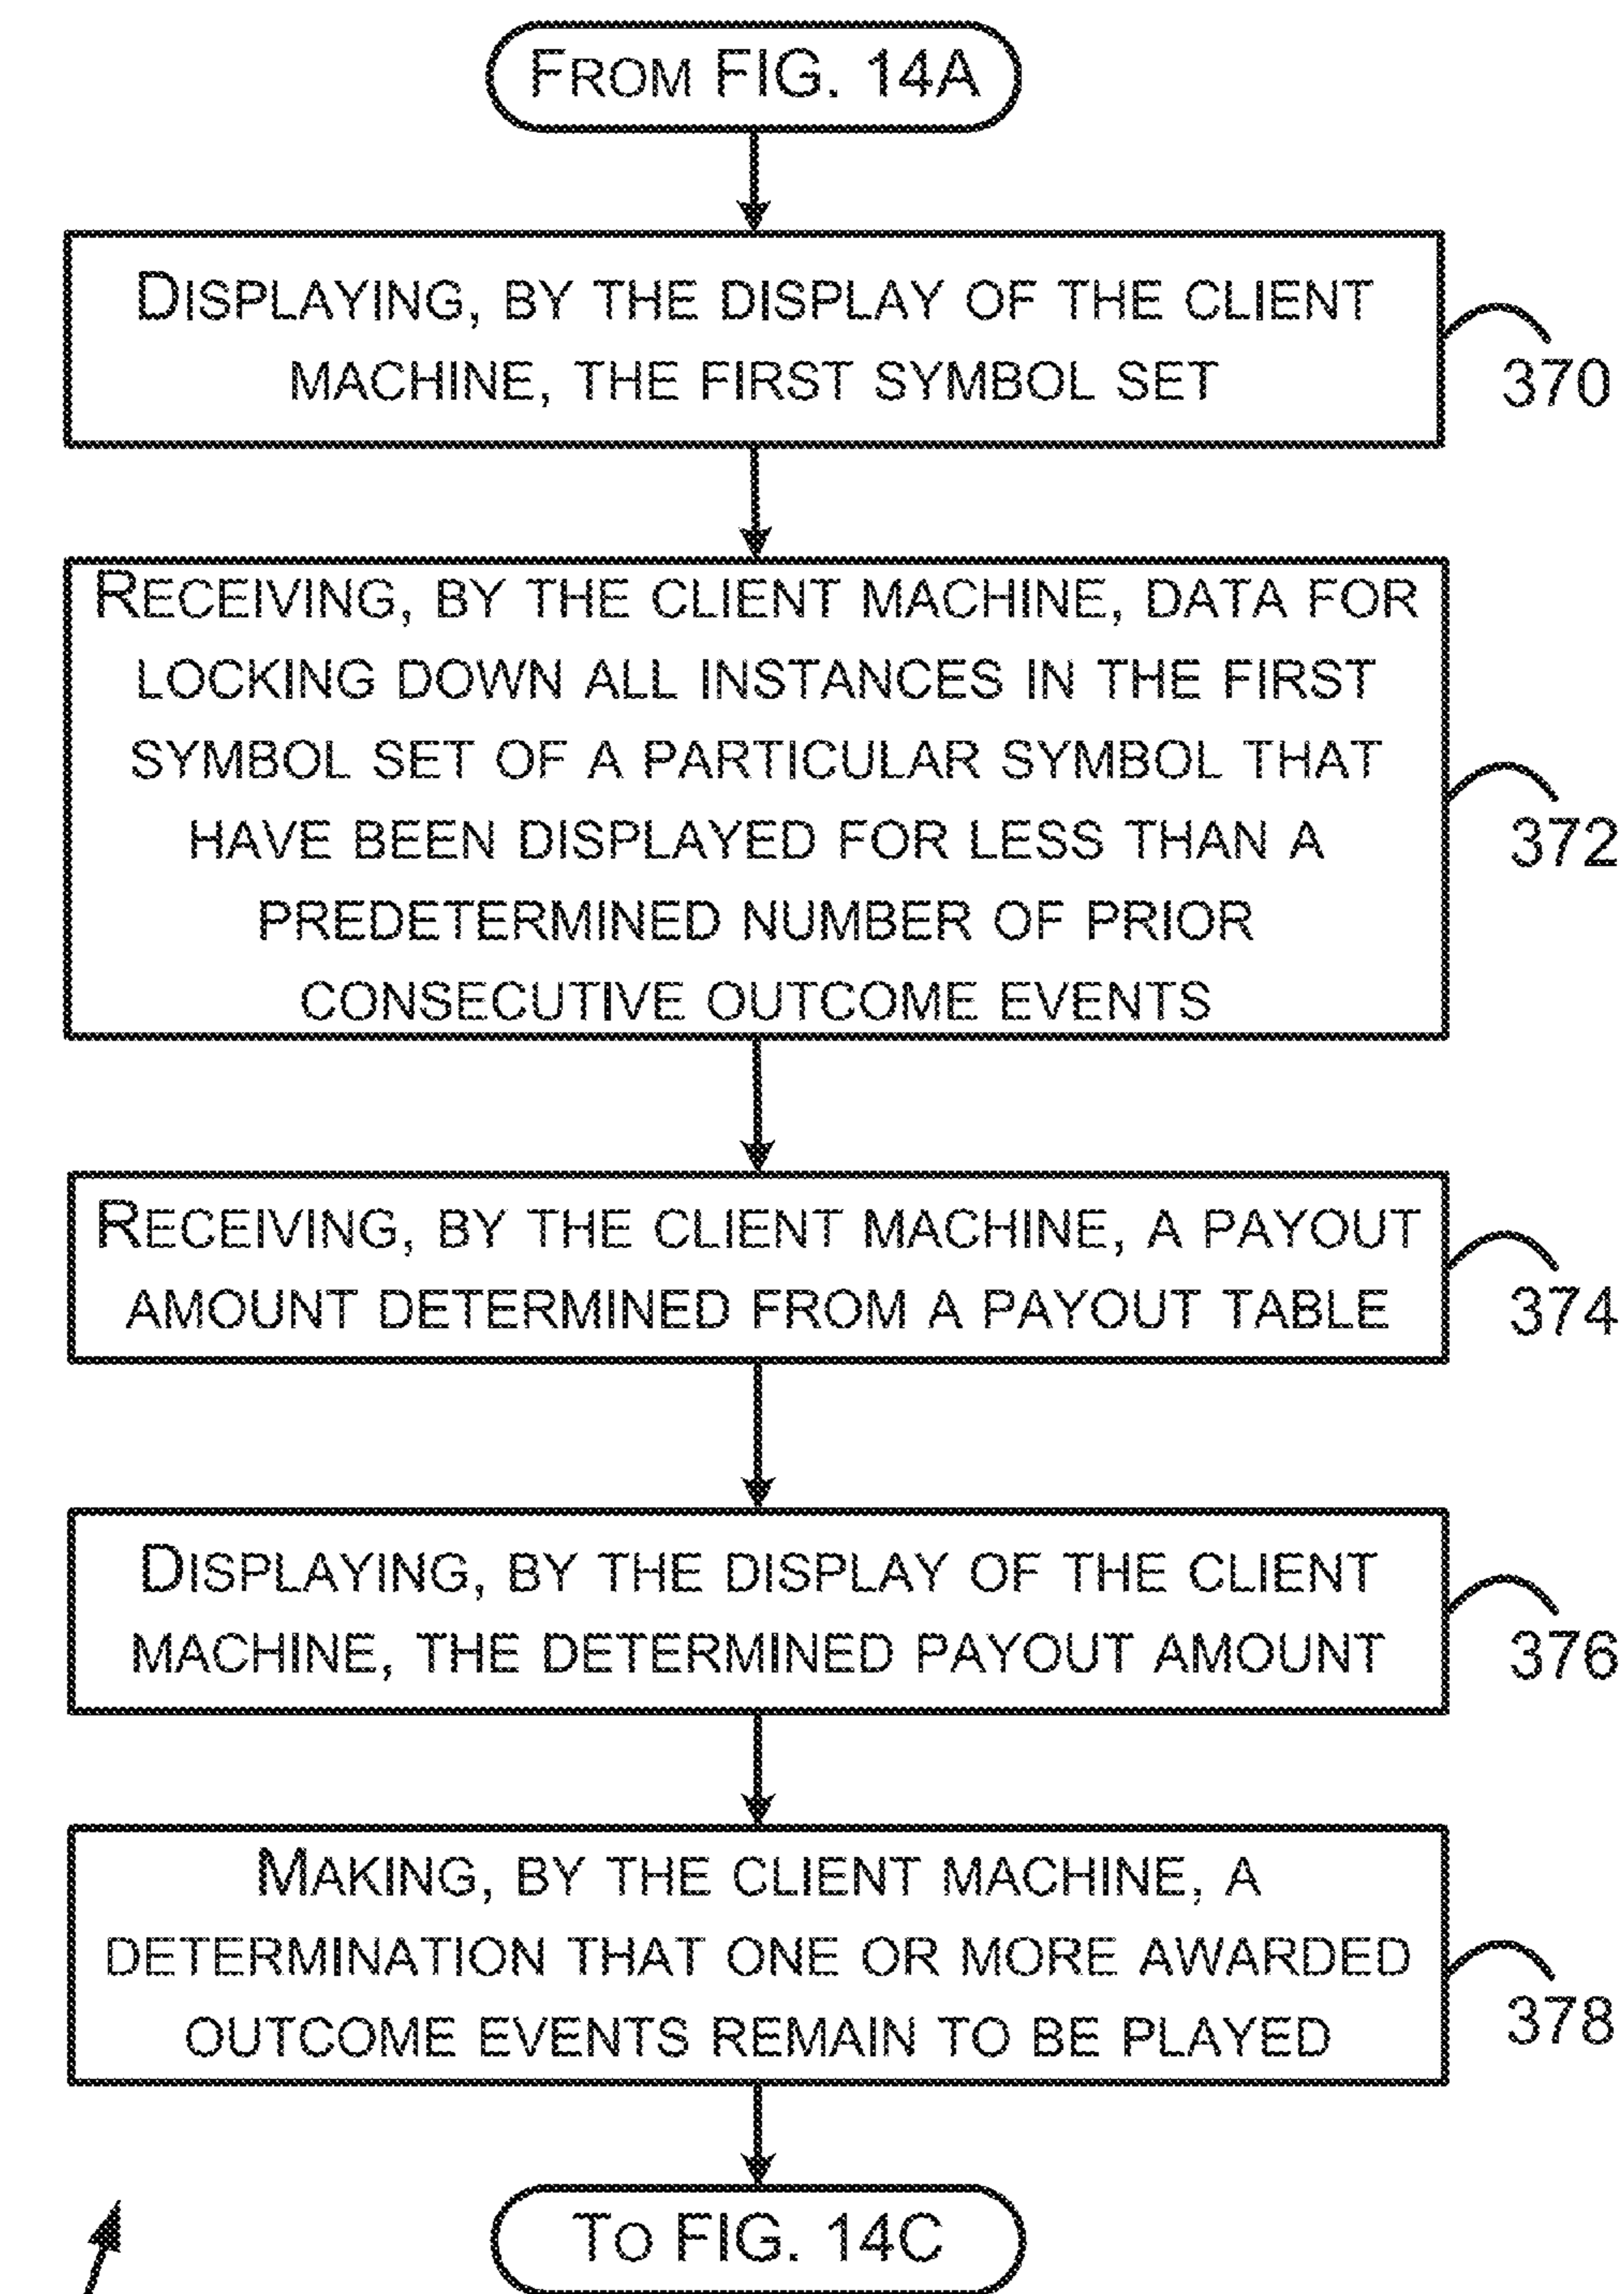 FROM FIG. 14A
DISPLAYING, BY THE DISPLAY OF THE CLIENT
MACHINE, THE FIRST SYMBOL SET
370
RECEIVING, BY THE CLIENT MACHINE, DATA FOR
LOCKING DOWN ALL INSTANCES IN THE FIRST
SYMBOL SET OF A PARTICULAR SYMBOL THAT
HAVE BEEN DISPLAYED FOR LESS THAN A
PREDETERMINED NUMBER OF PRIOR
CONSECUTIVE OUTCOME EVENTS
372
RECEIVING, BY THE CLIENT MACHINE, A PAYOUT
AMOUNT DETERMINED FROM A PAYOUT TABLE
374
DISPLAYING, BY THE DISPLAY OF THE CLIENT
MACHINE, THE DETERMINED PAYOUT AMOUNT
376
MAKING, BY THE CLIENT MACHINE, A
DETERMINATION THAT ONE OR MORE AWARDED
OUTCOME EVENTS REMAIN TO BE PLAYED
378
TO FIG. 14C